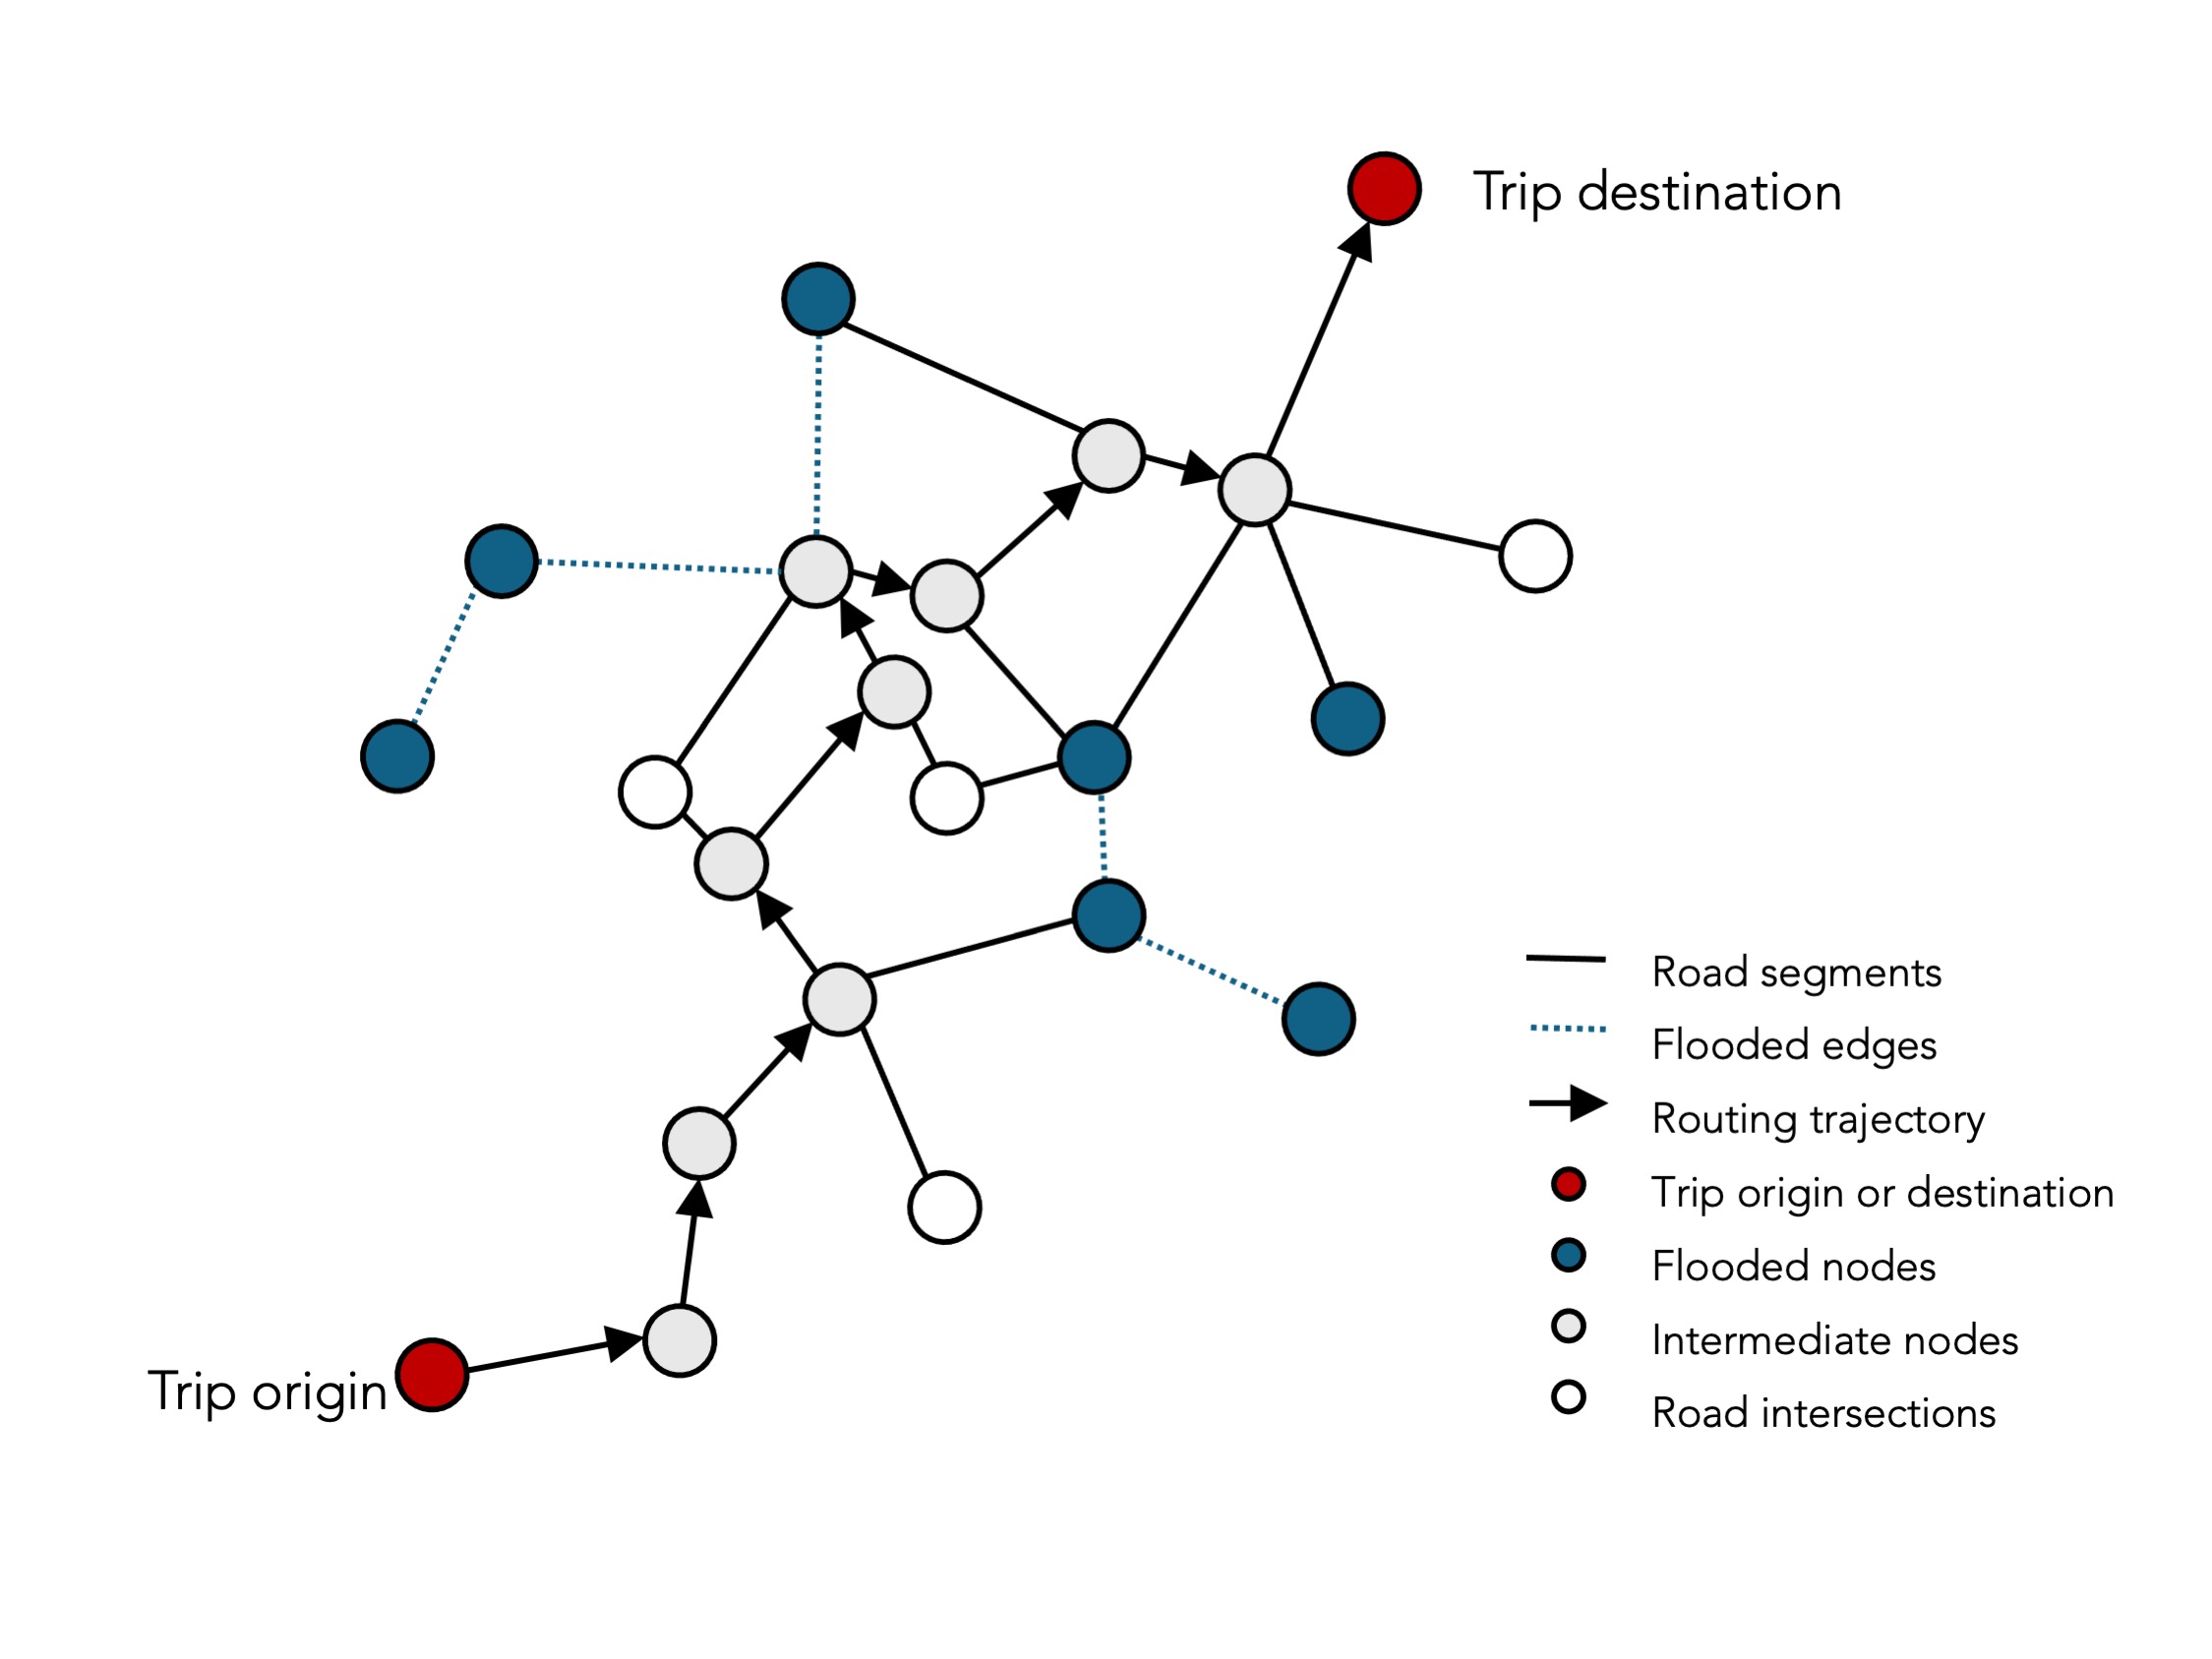 Trip destination
Road segments
Flooded edges
Routing trajectory
Trip origin or destination
Flooded nodes
Intermediate nodes
Trip origin
Road intersections